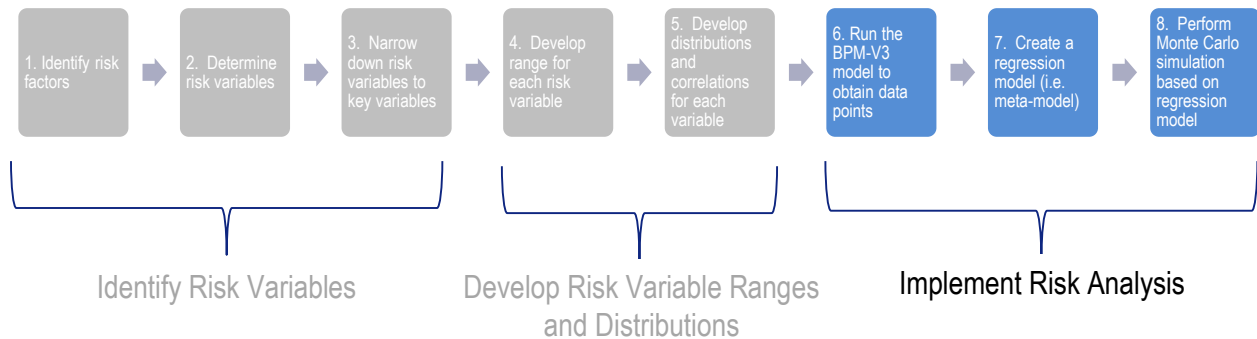 1. Identify risk
factors
2. Determine
risk variables
3. Narrow
down risk
variables to
key variables
4. Develop
range for
each risk
variable
5. Develop
distributions
and
correlations
for each
variable
6. Run the
BPM-V3
model to
obtain data
points
7. Create a
regression
model (i.e.
meta-model)
8. Perform
Monte Carlo
simulation
based on
regression
model
Identify Risk Variables
Develop Risk Variable Ranges
and Distributions
Implement Risk Analysis